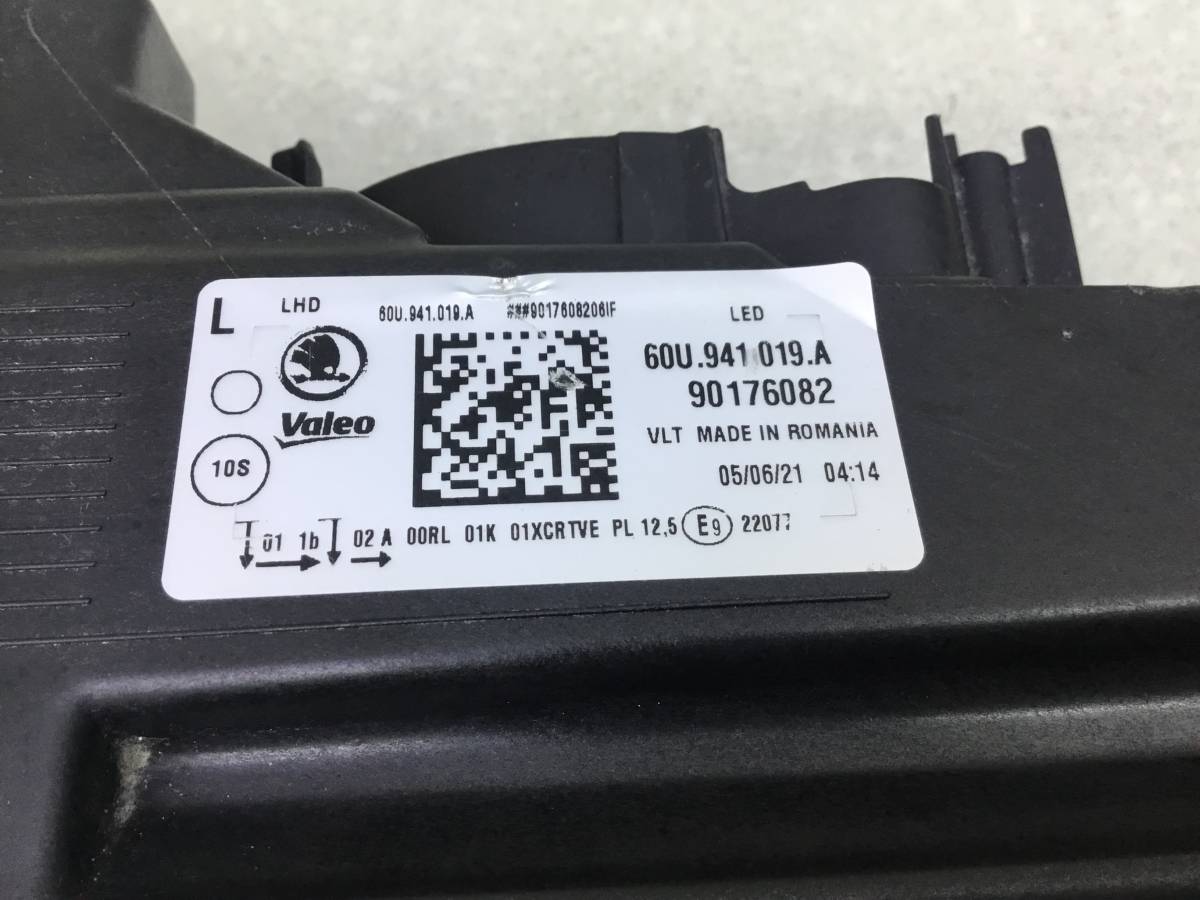 L LHD 60U.941.019.A ###9017608206IF LED
60U.941 019.A
Valeo
90176082
VLT MADE IN ROMANIA
10S
05/06/21 04:14
01 1b 02 A 00RL 01K 01XCRTVE PL 12,5 E9 22077